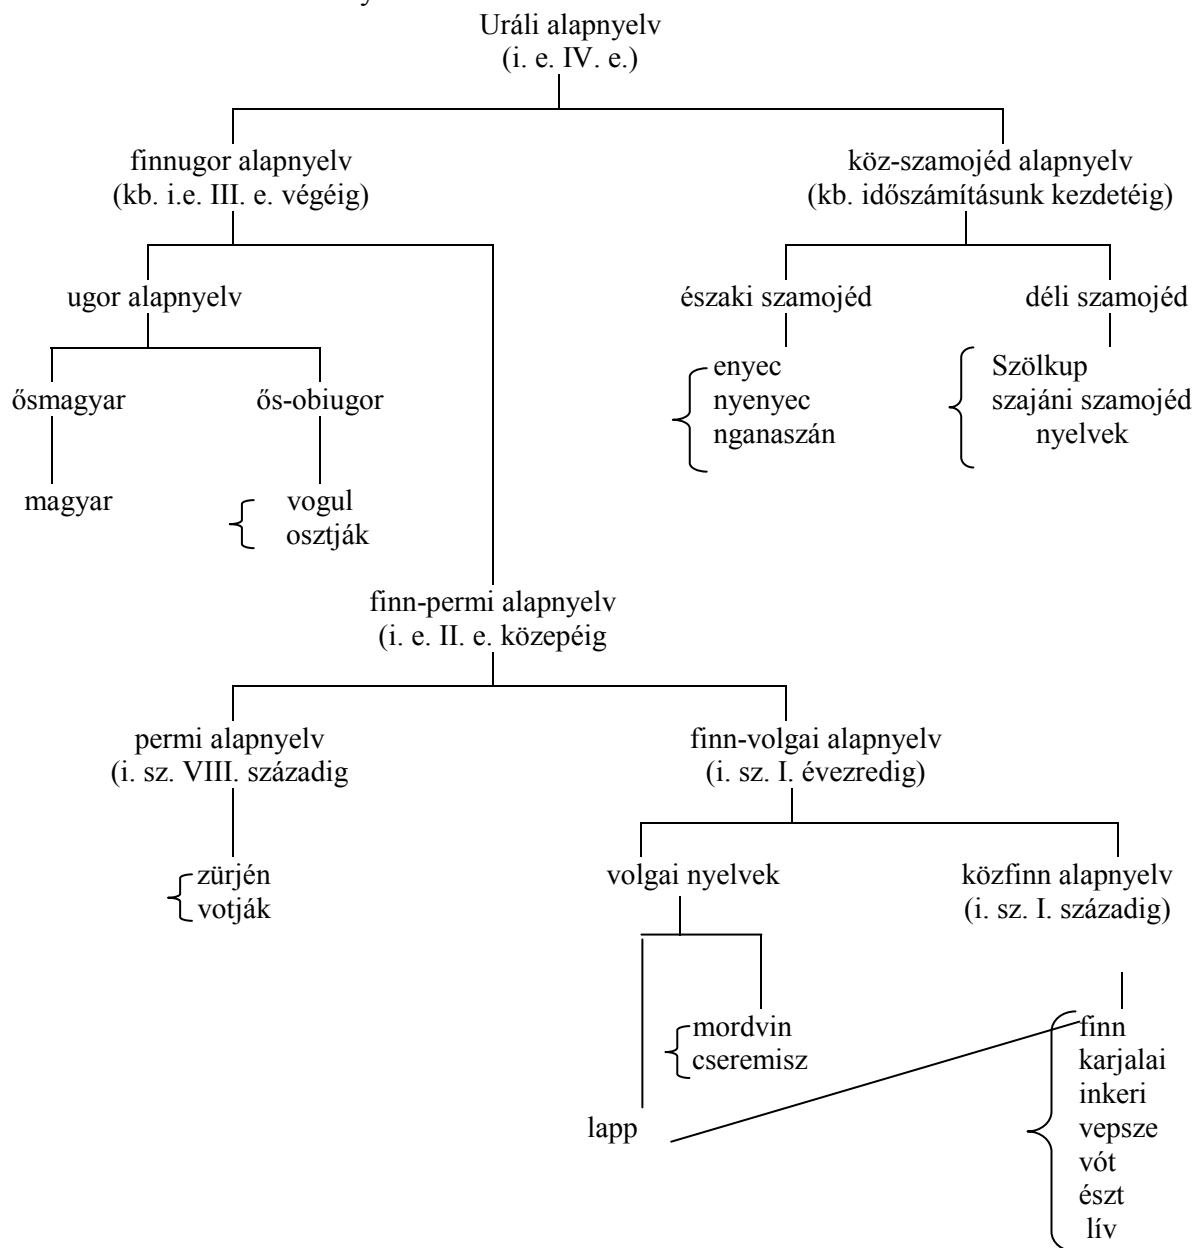 Uráli alapnyelv
(i. e. IV. e.)
finnugor alapnyelv
(kb. i.e. III. e. végéig)
köz-szamojéd alapnyelv
(kb. időszámításunk kezdetéig)
ugor alapnyelv
északi szamojéd
déli szamojéd
ősmagyar
ős-obiugor
enyec
nyenyec
nganaszán
Szölkup
szajáni szamojéd
nyelvek
magyar
vogul
osztják
finn-permi alapnyelv
(i. e. II. e. közepéig
permi alapnyelv
(i. sz. VIII. századig
finn-volgai alapnyelv
(i. sz. I. évezredig)
zürjén
votják
volgai nyelvek
közfinn alapnyelv
(i. sz. I. századig)
mordvin
cseremisz
lapp
finn
karjalai
inkeri
vepsze
vót
észt
lív